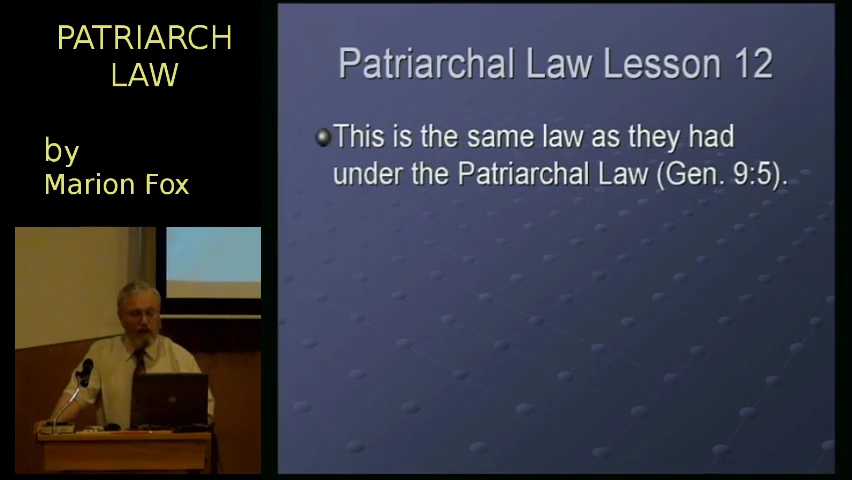 PATRIARCH
LAW
by
Marion Fox
Patriarchal Law Lesson 12
This is the same law as they had
under the Patriarchal Law (Gen. 9:5).